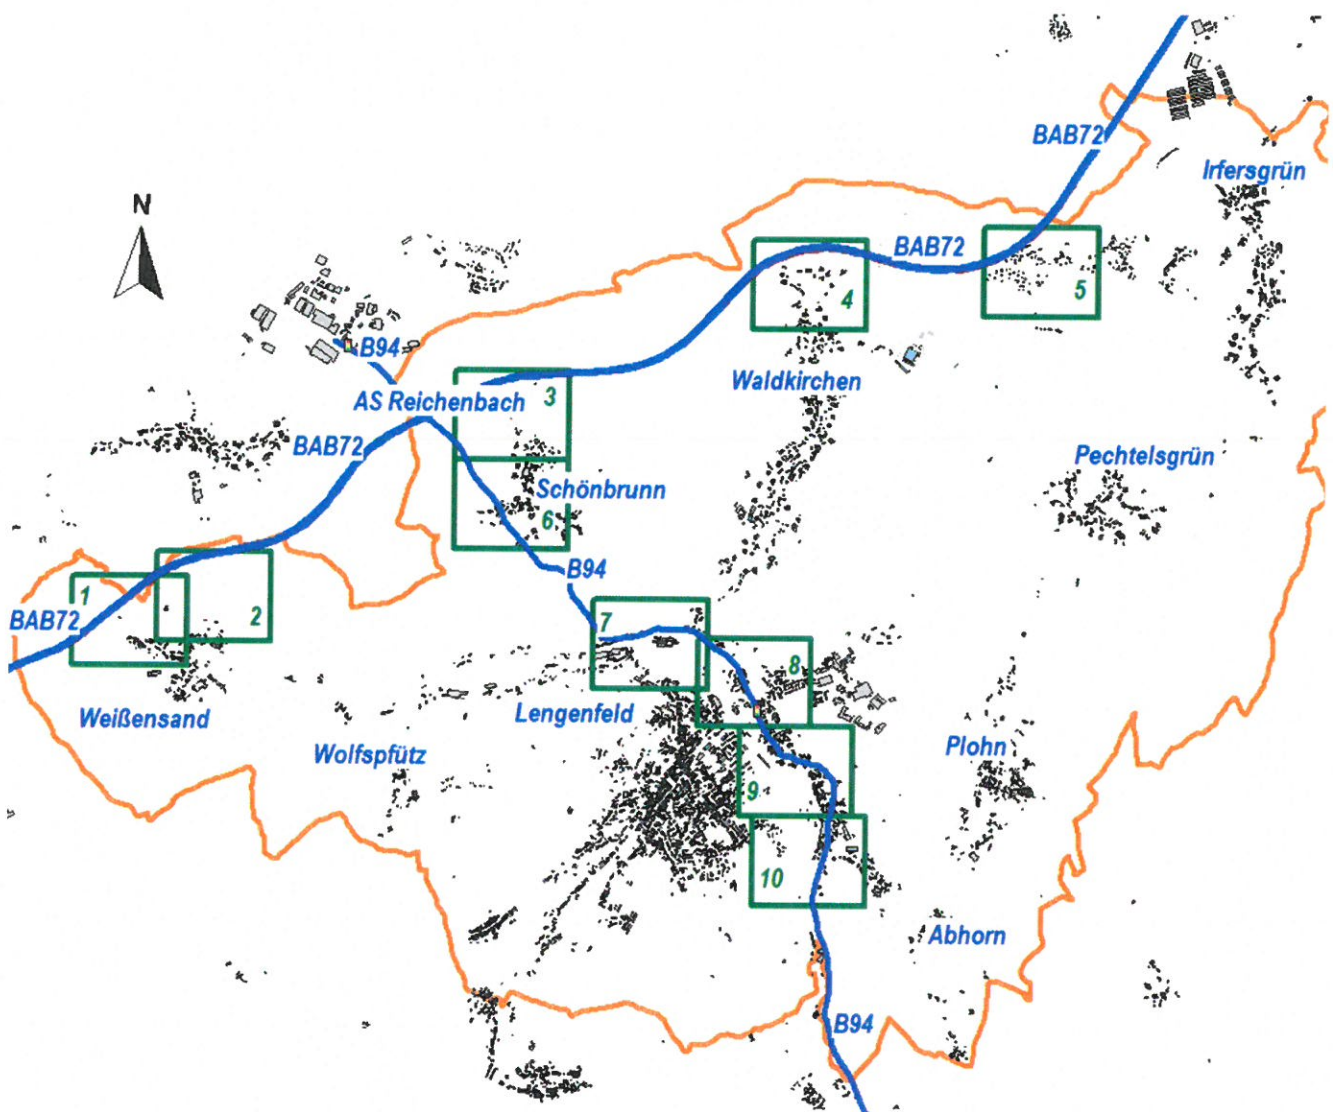 BAB72
Irfersgrün
N
BAB72
4
5
B94
Waldkirchen
AS Reichenbach
3
BAB72
Pechtelsgrün
Schönbrunn
6
B94
1
BAB72
2
7
8
Weißensand
Lengenfeld
Wolfspfütz
Plohn
9
10
Abhorn
B94